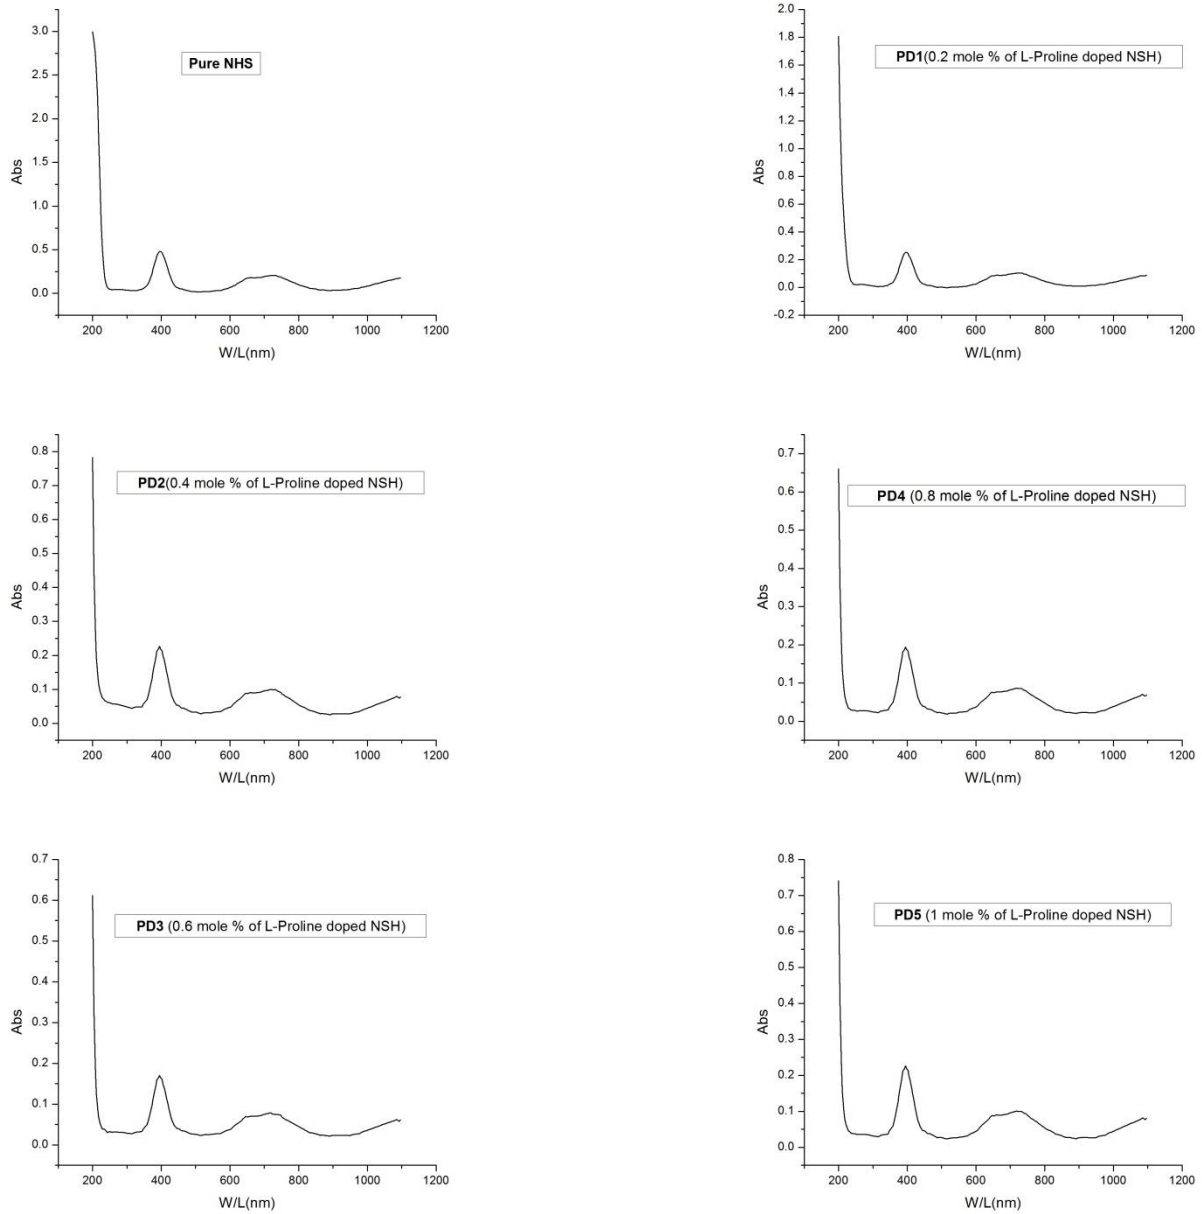 Pure NHS
Abs
3.0
2.5
2.0
1.5
1.0
0.5
0.0
200 400 600 800 1000 1200
W/L(nm)
PD1(0.2 mole % of L-Proline doped NSH)
Abs
2.0
1.8
1.6
1.4
1.2
1.0
0.8
0.6
0.4
0.2
0.0
-0.2
200 400 600 800 1000 1200
W/L(nm)
PD2(0.4 mole % of L-Proline doped NSH)
Abs
0.8
0.7
0.6
0.5
0.4
0.3
0.2
0.1
0.0
200 400 600 800 1000 1200
W/L(nm)
PD4 (0.8 mole % of L-Proline doped NSH)
Abs
0.7
0.6
0.5
0.4
0.3
0.2
0.1
0.0
200 400 600 800 1000 1200
W/L(nm)
PD3 (0.6 mole % of L-Proline doped NSH)
Abs
0.7
0.6
0.5
0.4
0.3
0.2
0.1
0.0
200 400 600 800 1000 1200
W/L(nm)
PD5 (1 mole % of L-Proline doped NSH)
Abs
0.8
0.7
0.6
0.5
0.4
0.3
0.2
0.1
0.0
200 400 600 800 1000 1200
W/L(nm)